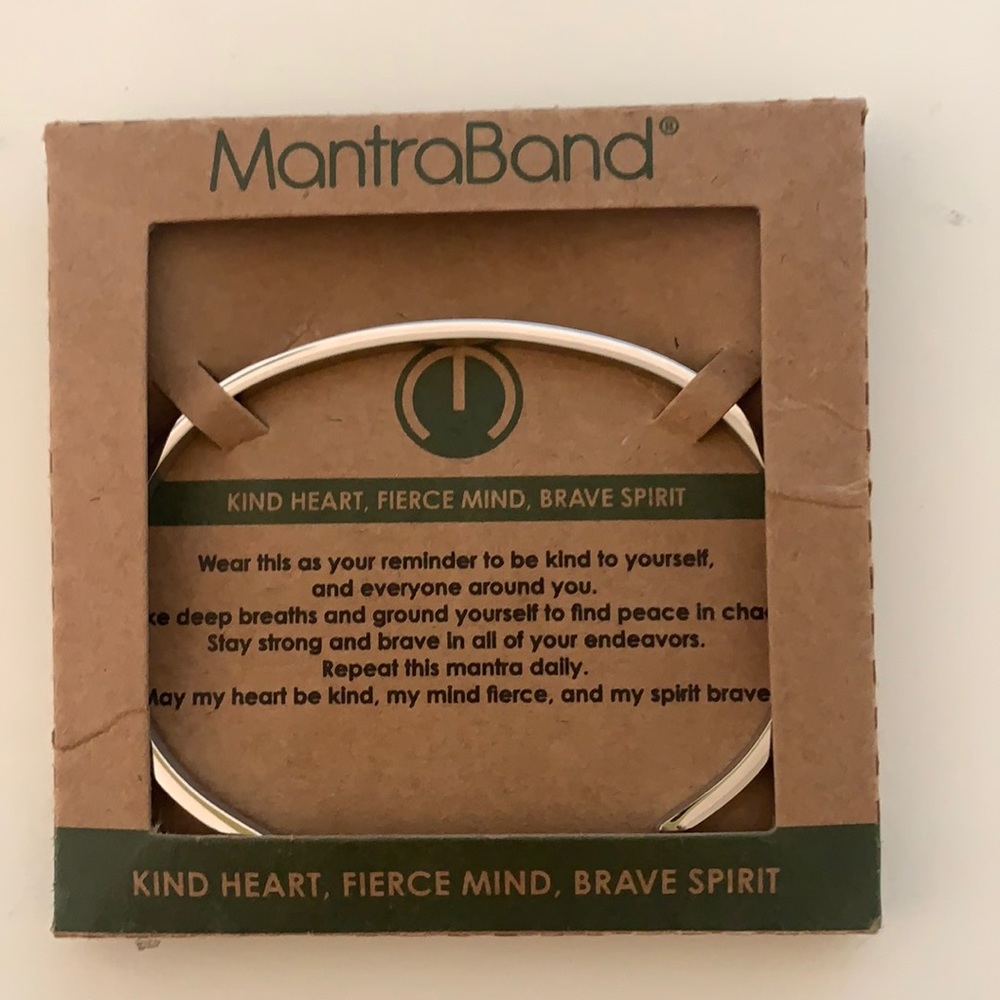 MantraBand®
KIND HEART, FIERCE MIND, BRAVE SPIRIT
Wear this as your reminder to be kind to yourself,
and everyone around you.
deep breaths and ground yourself to find peace in
Stay strong and brave in all of your endeavors.
Repeat this mantra daily.
my heart be kind, my mind fierce, and my spirit brave
KIND HEART, FIERCE MIND, BRAVE SPIRIT